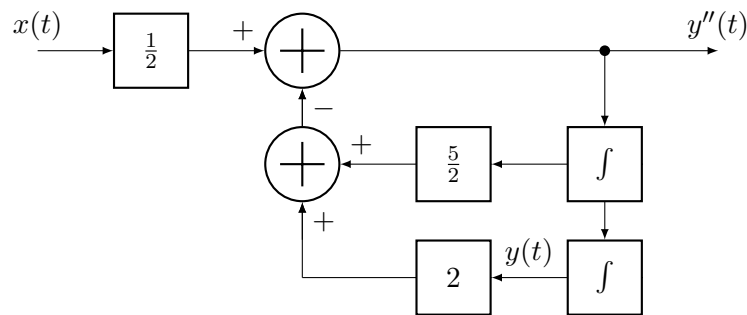 x(t) 1/2 + + y″(t)
−
+ + 5/2 ∫
+
2 y(t) ∫